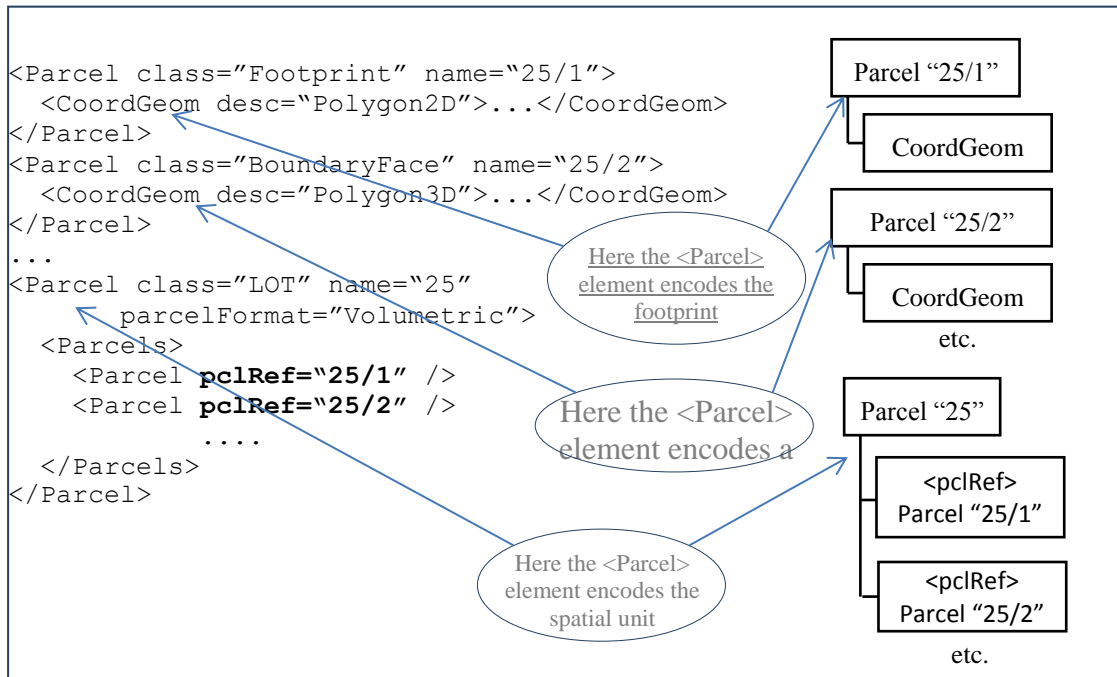 <Parcel class=”Footprint” name=“25/1”>
<CoordGeom desc=“Polygon2D”>...</CoordGeom>
</Parcel>
<Parcel class=”BoundaryFace” name=“25/2”>
<CoordGeom desc=“Polygon3D”>...</CoordGeom>
</Parcel>
...
<Parcel class=”LOT” name=“25”
parcelFormat=”Volumetric”>
<Parcels>
<Parcel pclRef=“25/1” />
<Parcel pclRef=“25/2” />
....
</Parcels>
</Parcel>
Here the <Parcel>
element encodes the
footprint
Here the <Parcel>
element encodes a
Here the <Parcel>
element encodes the
spatial unit
Parcel “25/1”
CoordGeom
Parcel “25/2”
CoordGeom
etc.
Parcel “25”
<pclRef>
Parcel “25/1”
<pclRef>
Parcel “25/2”
etc.